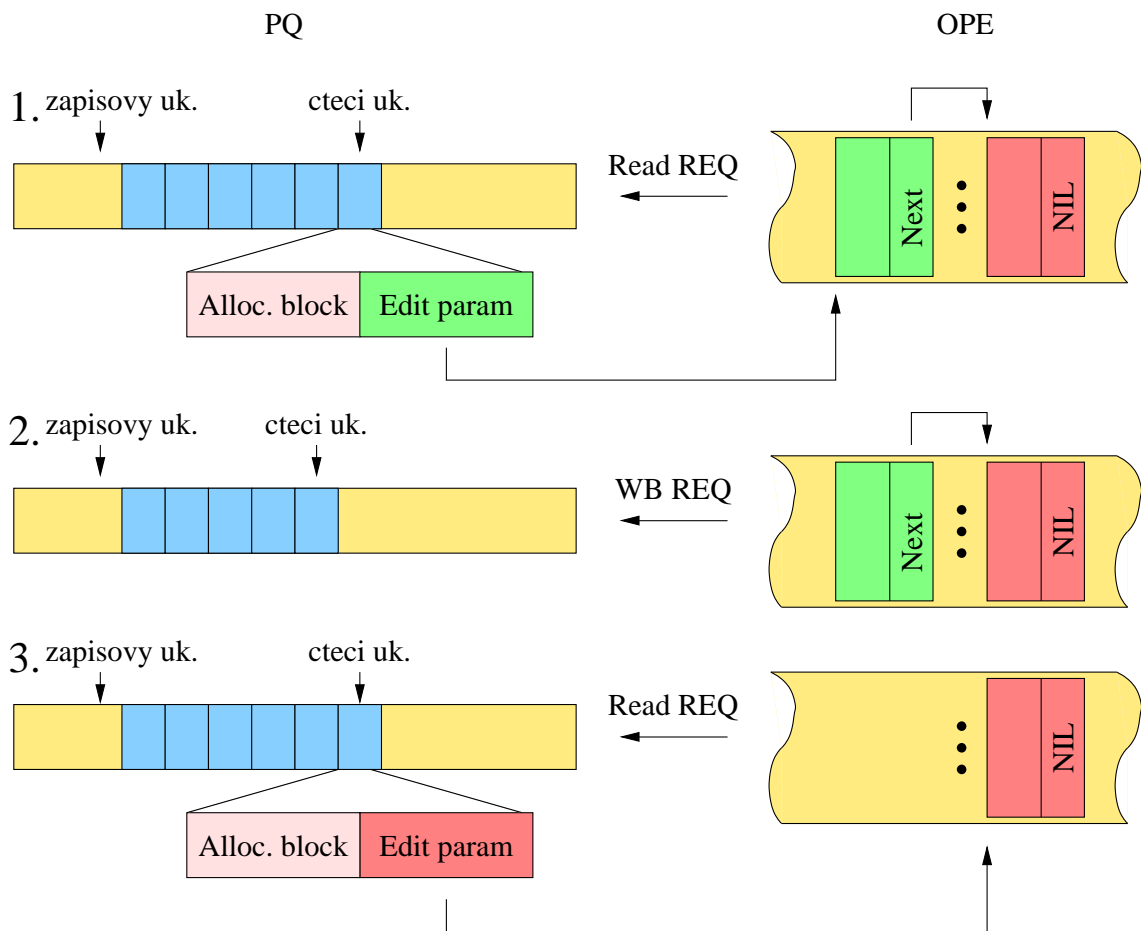 PQ
OPE
1.
zapisovy uk.
cteci uk.
Read REQ
Next
NIL
Alloc. block
Edit param
2.
zapisovy uk.
cteci uk.
WB REQ
Next
NIL
3.
zapisovy uk.
cteci uk.
Read REQ
NIL
Alloc. block
Edit param